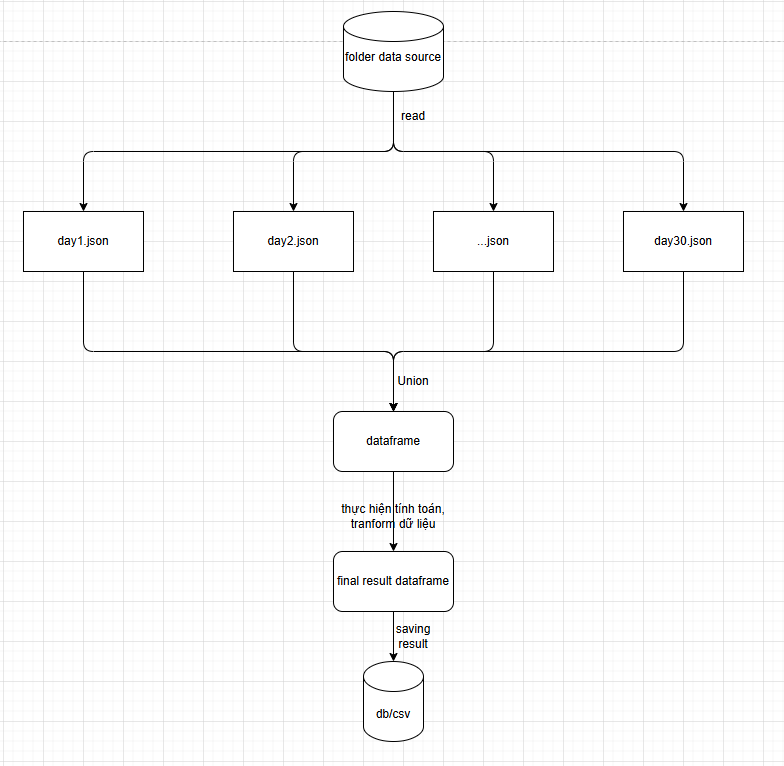 folder data source
read
day1.json
day2.json
...json
day30.json
Union
dataframe
thực hiện tính toán,
tranform dữ liệu
final result dataframe
saving
result
db/csv